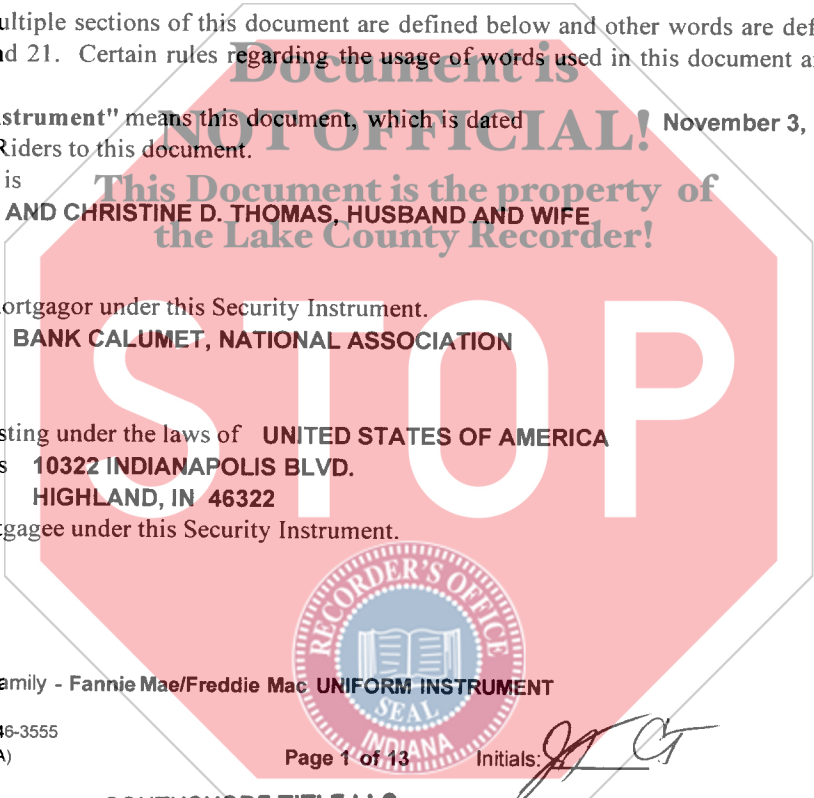 ultiple sections of this document are defined below and other words are def
nd 21. Certain rules regarding the usage of words used in this document a
Document is
nstrument" means this document, which is dated November 3,
NOT OFFICIAL!
Riders to this document.
is
This Document is the property of
AND CHRISTINE D. THOMAS, HUSBAND AND WIFE
the Lake County Recorder!
ortgagor under this Security Instrument.
BANK CALUMET, NATIONAL ASSOCIATION
STOP
sting under the laws of UNITED STATES OF AMERICA
s 10322 INDIANAPOLIS BLVD.
HIGHLAND, IN 46322
tgagee under this Security Instrument.
RECORDER'S OFFICE
SEAL
INDIANA
amily - Fannie Mae/Freddie Mac UNIFORM INSTRUMENT
46-3555
A)
Page 1 of 13 Initials: